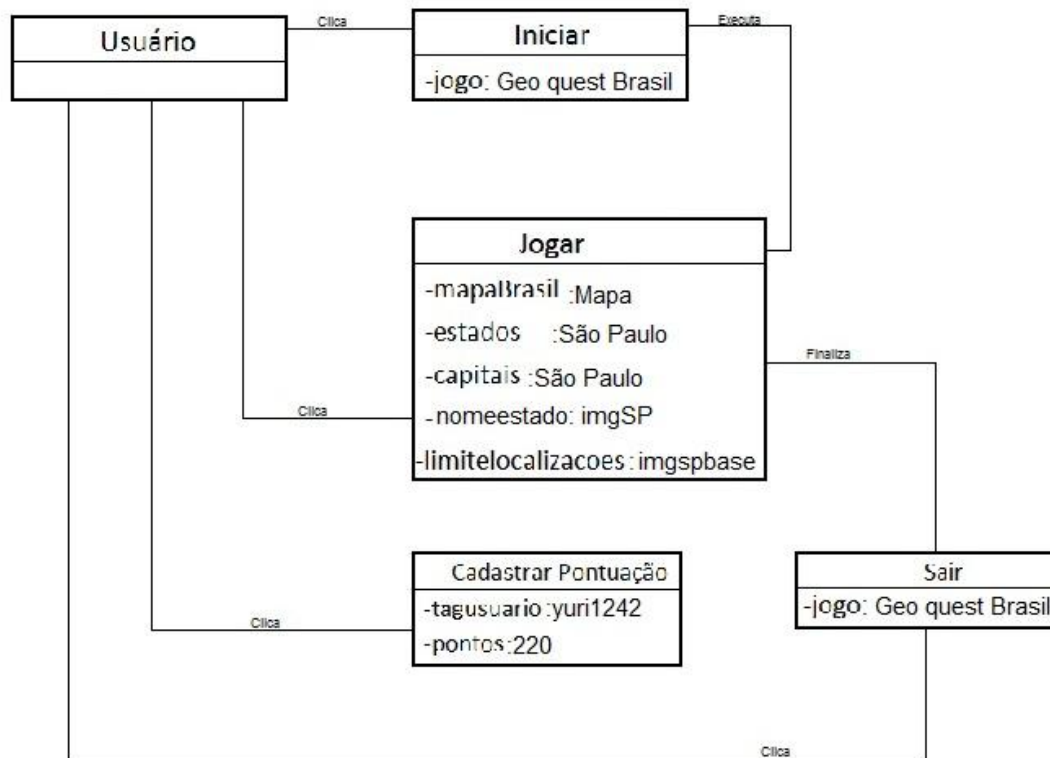 Usuário
Clica
Iniciar
-jogo: Geo quest Brasil
Executa
Jogar
-mapaBrasil :Mapa
-estados :São Paulo
-capitais :São Paulo
-nomeestado: imgSP
-limitelocalizacoes: imgspbase
Clica
Finaliza
Cadastrar Pontuação
-tagusuario :yuri1242
-pontos:220
Clica
Sair
-jogo: Geo quest Brasil
Clica